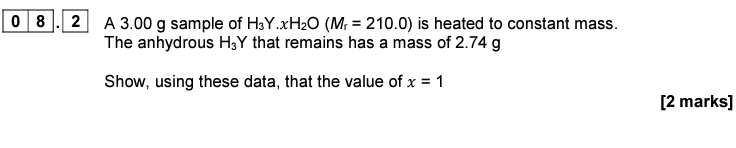 0 8 . 2 A 3.00 g sample of H₃Y.xH₂O (Mᵣ = 210.0) is heated to constant mass.
The anhydrous H₃Y that remains has a mass of 2.74 g
Show, using these data, that the value of x = 1
[2 marks]